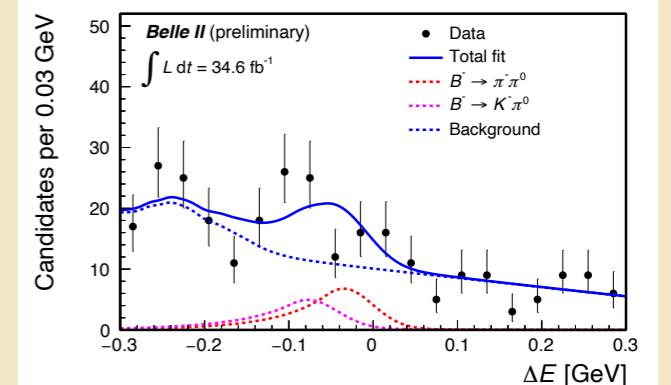 Candidates per 0.03 GeV
50
40
30
20
10
0
Belle II (preliminary)
∫ L dt = 34.6 fb⁻¹
Data
Total fit
B⁻ → π⁻π⁰
B⁻ → K⁻π⁰
Background
−0.3 −0.2 −0.1 0 0.1 0.2 0.3
ΔE [GeV]